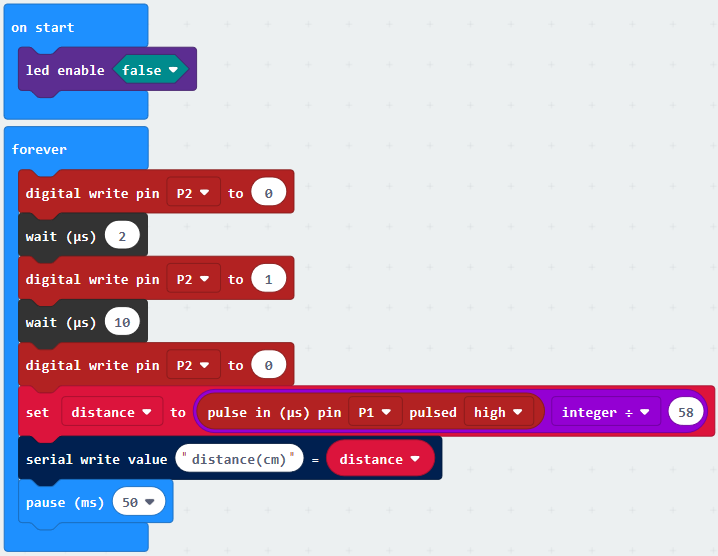 on start
led enable false
forever
digital write pin P2 to 0
wait (µs) 2
digital write pin P2 to 1
wait (µs) 10
digital write pin P2 to 0
set distance to pulse in (µs) pin P1 pulsed high integer ÷ 58
serial write value "distance(cm)" = distance
pause (ms) 50